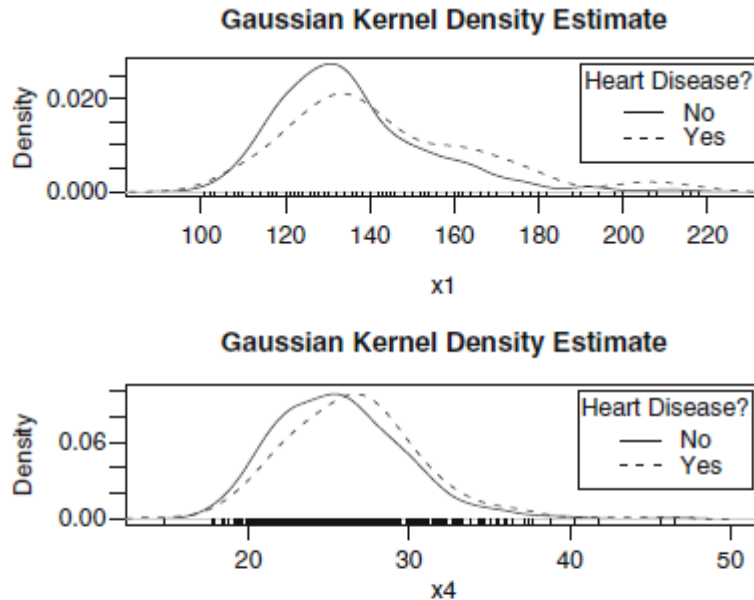 Gaussian Kernel Density Estimate
Density
0.020
0.000
Heart Disease?
No
Yes
100 120 140 160 180 200 220
x1
Gaussian Kernel Density Estimate
Density
0.06
0.00
Heart Disease?
No
Yes
20 30 40 50
x4